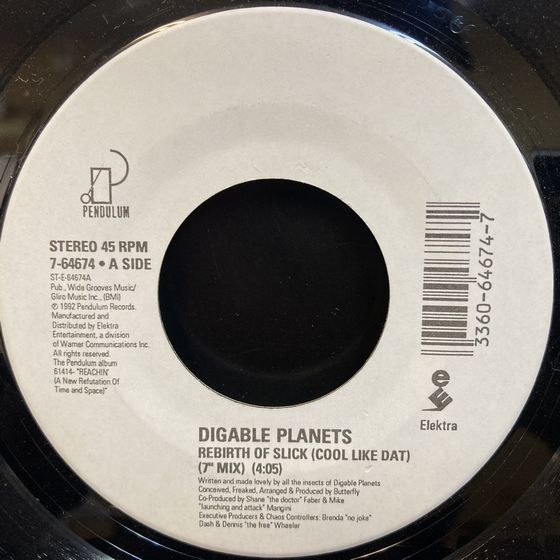 PENDULUM
STEREO 45 RPM
7-64674 • A SIDE
ST-E-64674A
Pub., Wide Grooves Music/
Gliro Music Inc., (BMI)
℗ 1992 Pendulum Records.
Manufactured and
Distributed by Elektra
Entertainment, a division
of Warner Communications Inc.
All rights reserved.
The Pendulum album
61414- "REACHIN'
(A New Refutation Of
Time and Space)"
3360-64674-7
Elektra
DIGABLE PLANETS
REBIRTH OF SLICK (COOL LIKE DAT)
(7" MIX) (4:05)
Written and made lovely by all the insects of Digable Planets
Conceived, Freaked, Arranged & Produced by Butterfly
Co-Produced by Shane "the doctor" Faber & Mike
"launching and attack" Mangini
Executive Producers & Chaos Controllers: Brenda "no joke"
Dash & Dennis "the free" Wheeler